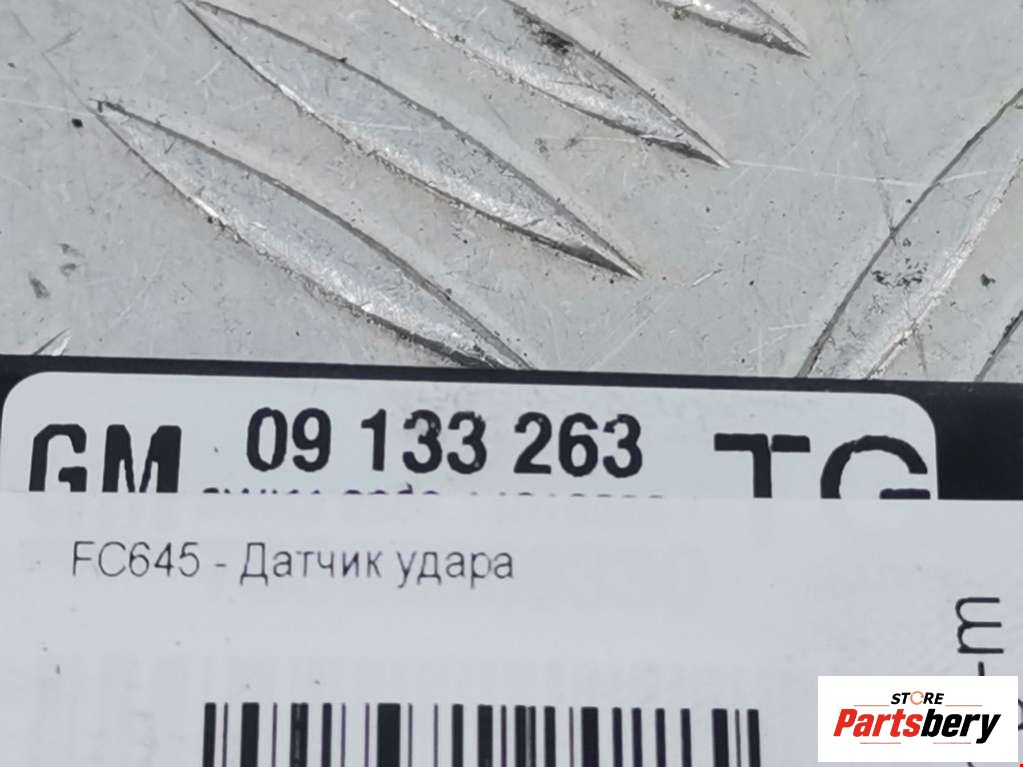 GM 09 133 263 TG
FC645 - Датчик удара
STORE
Partsbery